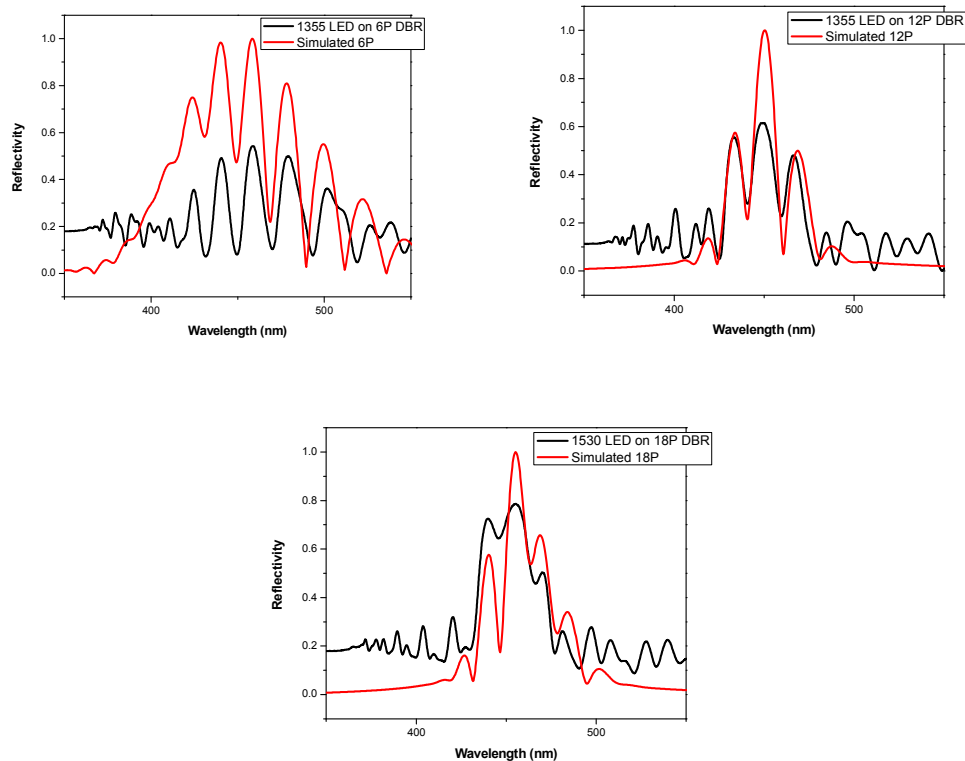 1355 LED on 6P DBR
Simulated 6P
1.0
0.8
0.6
0.4
0.2
0.0
Reflectivity
400
500
Wavelength (nm)
1355 LED on 12P DBR
Simulated 12P
1.0
0.8
0.6
0.4
0.2
0.0
Reflectivity
400
500
Wavelength (nm)
1530 LED on 18P DBR
Simulated 18P
1.0
0.8
0.6
0.4
0.2
0.0
Reflectivity
400
500
Wavelength (nm)